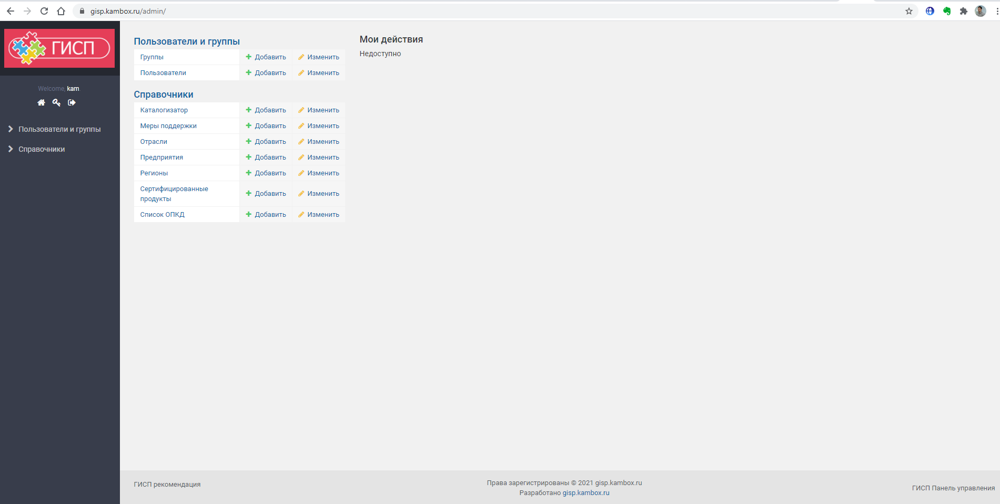 gisp.kambox.ru/admin/
ГИСП
Welcome, kam
Пользователи и группы
Справочники
Пользователи и группы
Группы Добавить Изменить
Пользователи Добавить Изменить
Справочники
Каталогизатор Добавить Изменить
Меры поддержки Добавить Изменить
Отрасли Добавить Изменить
Предприятия Добавить Изменить
Регионы Добавить Изменить
Сертифицированные
продукты Добавить Изменить
Список ОПКД Добавить Изменить
Мои действия
Недоступно
ГИСП рекомендация
Права зарегистрированы © 2021 gisp.kambox.ru
Разработано gisp.kambox.ru
ГИСП Панель управления